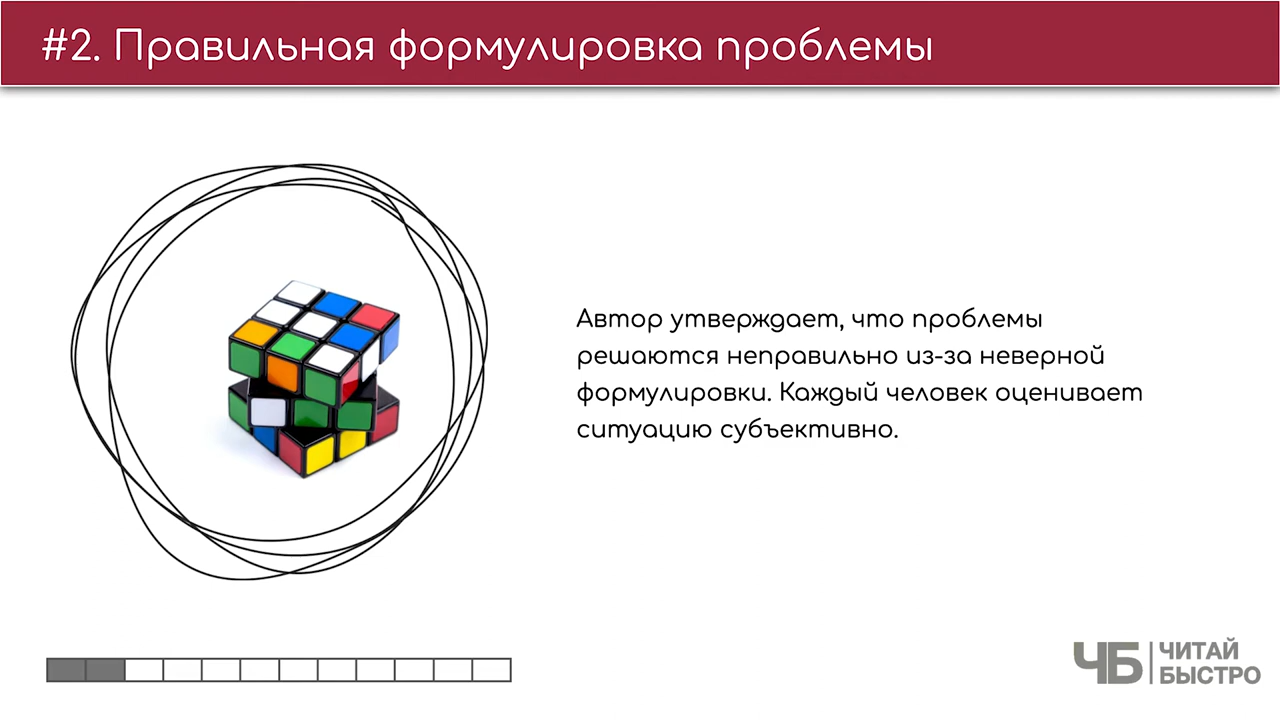 #2. Правильная формулировка проблемы
Автор утверждает, что проблемы
решаются неправильно из-за неверной
формулировки. Каждый человек оценивает
ситуацию субъективно.
ЧБ
ЧИТАЙ
БЫСТРО